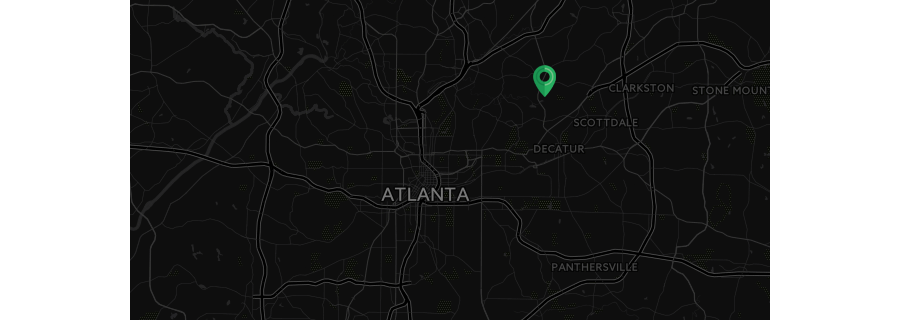 CLARKSTON
STONE MOUNT
SCOTTDALE
DECATUR
ATLANTA
PANTHERSVILLE